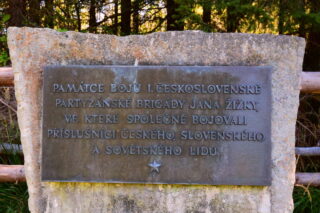 PAMÁTCE BOJŮ I. ČESKOSLOVENSKÉ
PARTYZÁNSKÉ BRIGÁDY JANA ŽIŽKY,
VE KTERÉ SPOLEČNĚ BOJOVALI
PŘÍSLUŠNÍCI ČESKÉHO, SLOVENSKÉHO
A SOVĚTSKÉHO LIDU.